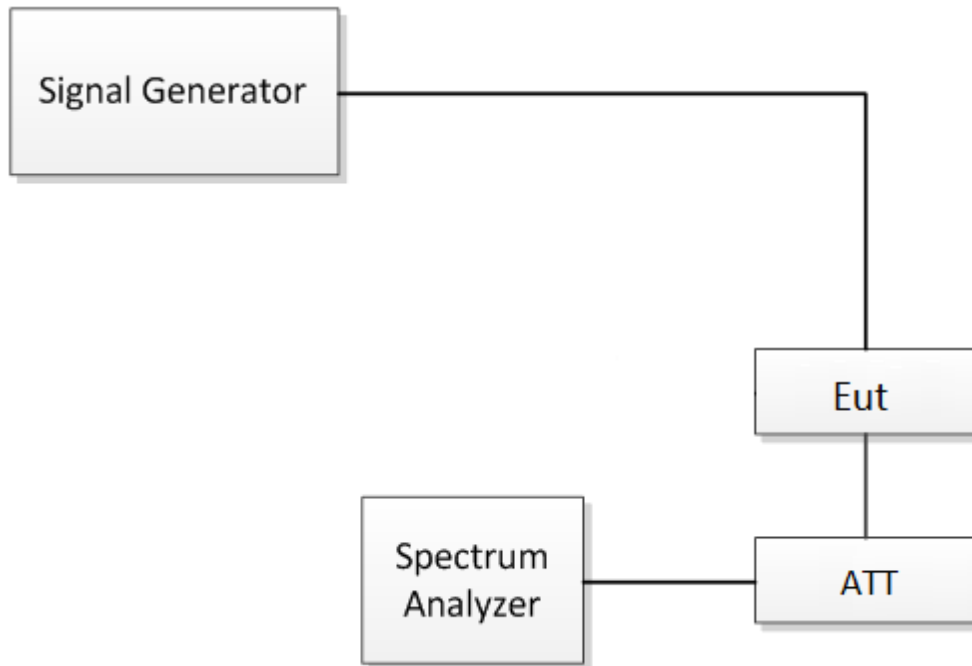 Signal Generator
Eut
Spectrum
Analyzer
ATT